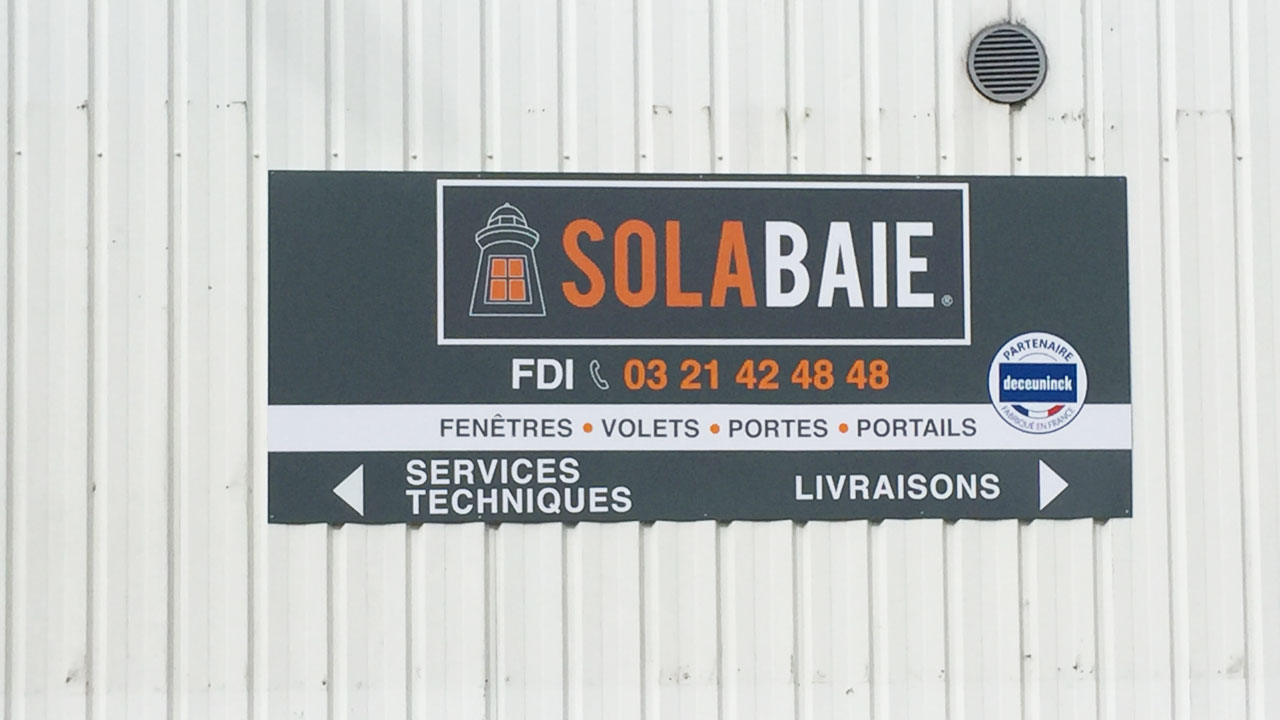 SOLABAIE®
FDI 03 21 42 48 48
PARTENAIRE
deceuninck
FABRIQUÉ EN FRANCE
FENÊTRES • VOLETS • PORTES • PORTAILS
SERVICES
TECHNIQUES
LIVRAISONS